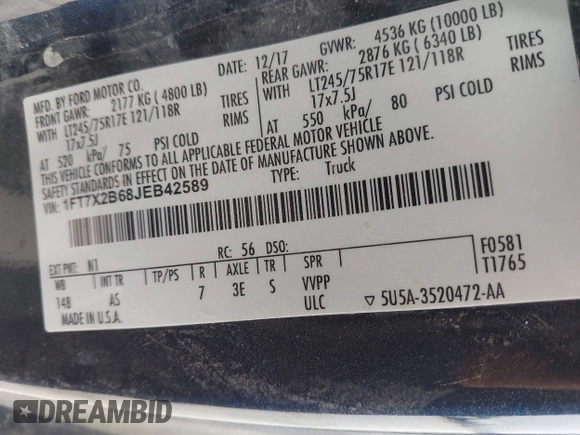 MFD. BY FORD MOTOR CO.
DATE: 12/17
GVWR: 4536 KG (10000 LB)
FRONT GAWR: 2177 KG ( 4800 LB)
REAR GAWR: 2876 KG ( 6340 LB)
WITH LT245/75R17E 121/118R TIRES
WITH LT245/75R17E 121/118R TIRES
17x7.5J RIMS
17x7.5J RIMS
AT 520 kPa/ 75 PSI COLD
AT 550 kPa/ 80 PSI COLD
THIS VEHICLE CONFORMS TO ALL APPLICABLE FEDERAL MOTOR VEHICLE
SAFETY STANDARDS IN EFFECT ON THE DATE OF MANUFACTURE SHOWN ABOVE.
VIN: 1FT7X2B68JEB42589
TYPE: Truck
EXT PNT: N1 RC: 56 DSO:
F0581
WB INT TR TP/PS R AXLE TR SPR
T1765
148 AS 7 3E S VVPP
ULC
MADE IN U.S.A.
▽ 5U5A-3520472-AA
DREAMBID